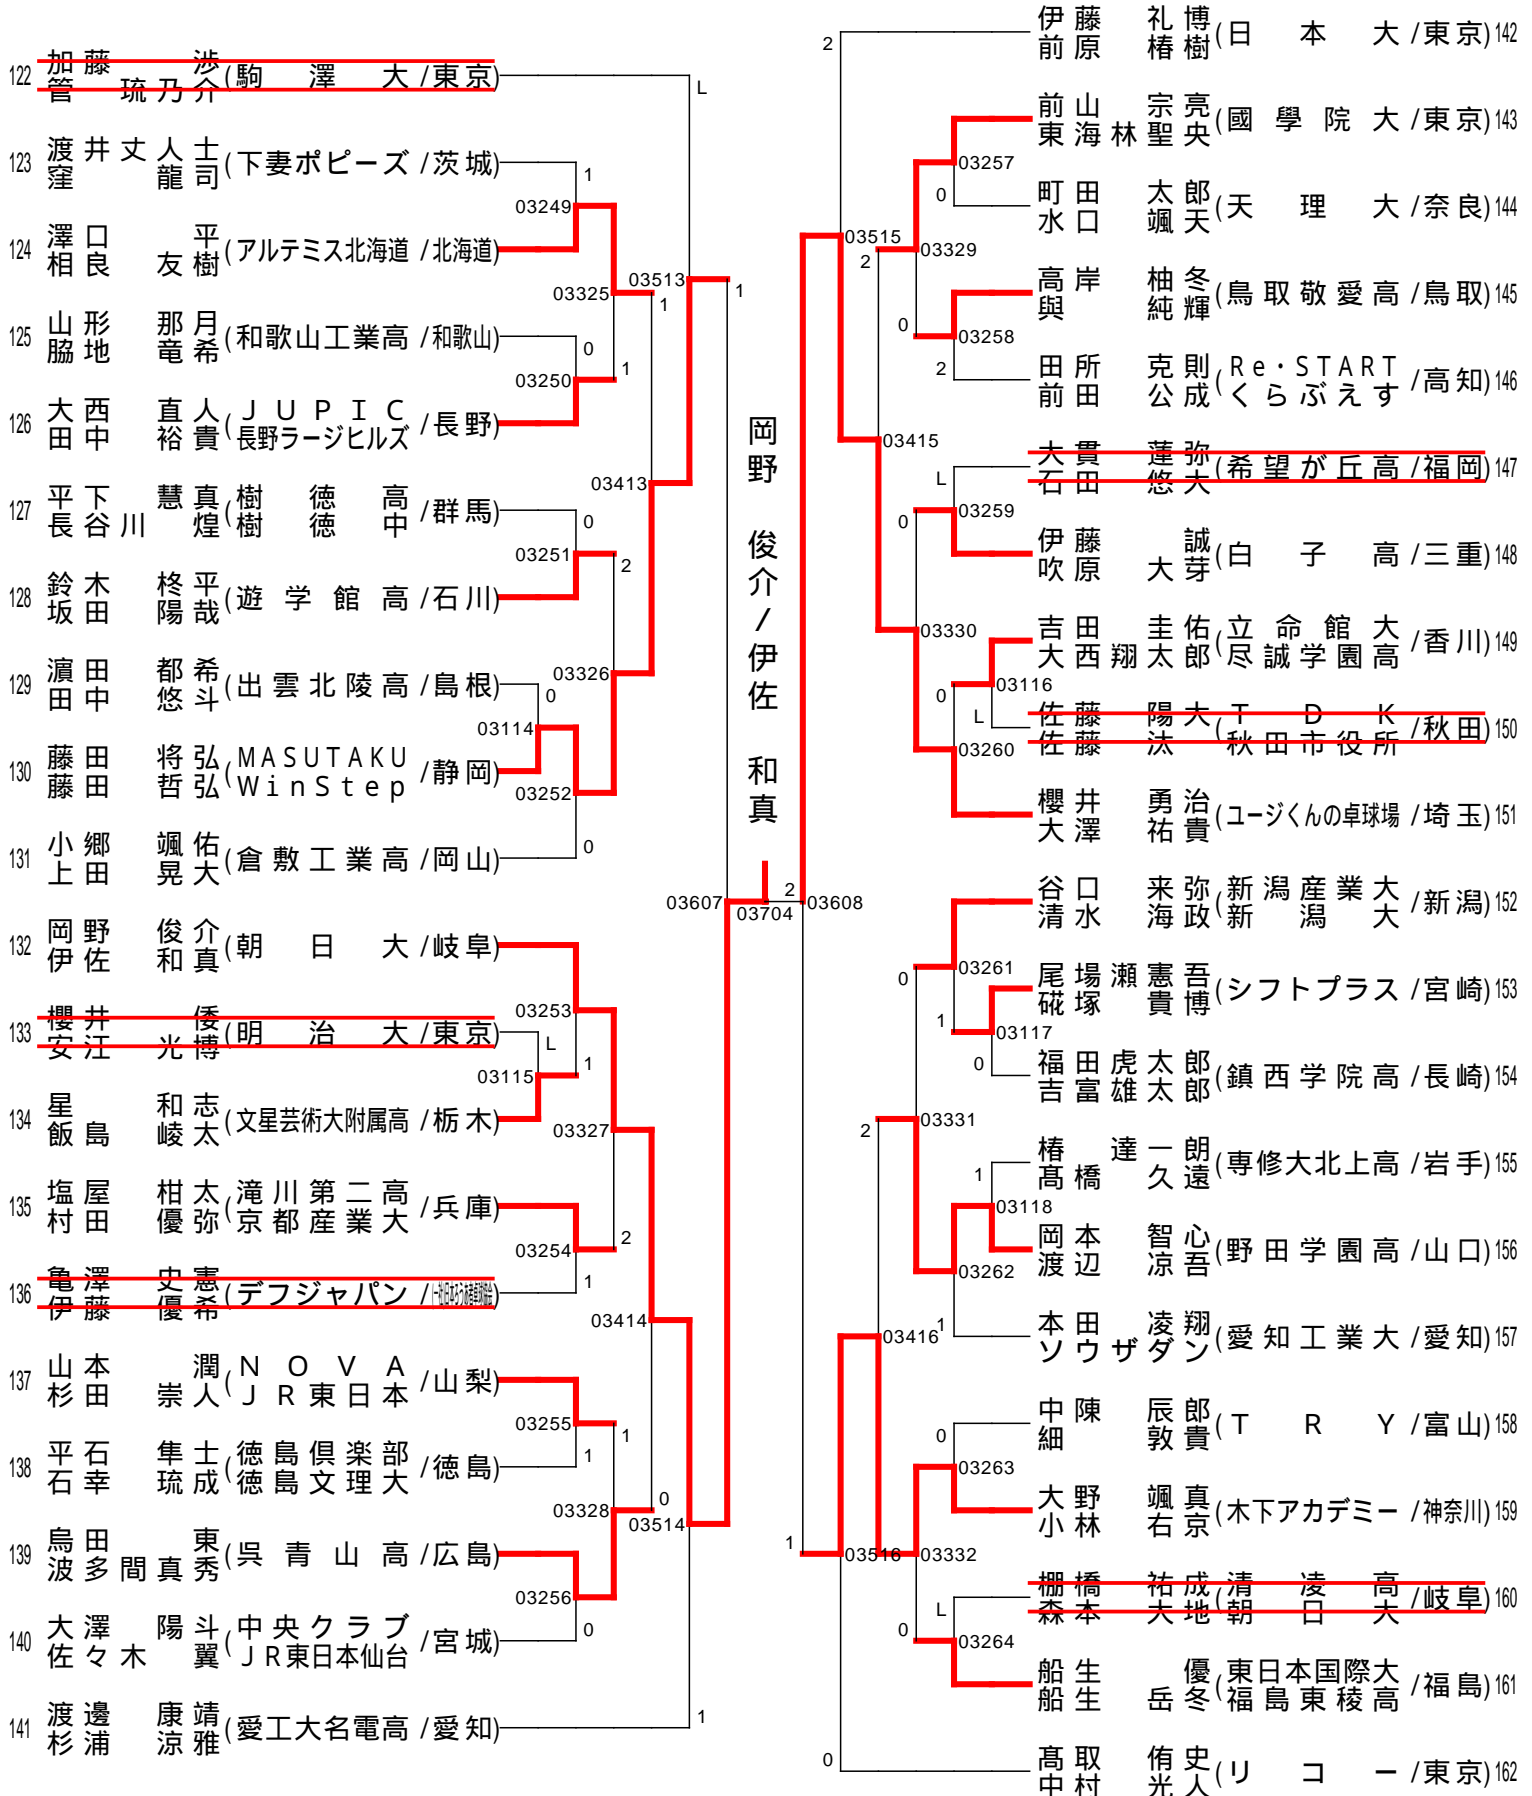 122 加藤 渉 (駒澤大/東京)
菅 琉乃介
123 渡井丈人士 (下妻ポピーズ/茨城)
窪 龍司
124 澤口 平 (アルテミス北海道/北海道)
相良 友樹
125 山形 那月 (和歌山工業高/和歌山)
脇地 竜希
126 大西 直人 (ＪＵＰＩＣ /長野)
田中 裕貴 長野ラージヒルズ
127 平下 慧真 (樹徳高 /群馬)
長谷川 煌 樹徳中
128 鈴木 柊平 (遊学館高/石川)
坂田 陽哉
129 濵田 都希 (出雲北陵高/島根)
田中 悠斗
130 藤田 将弘 (MASUTAKU /静岡)
藤田 哲弘 WinStep
131 小郷 颯佑 (倉敷工業高/岡山)
上田 晃大
132 岡野 俊介 (朝日大/岐阜)
伊佐 和真
133 櫻井 倭 (明治大/東京)
安江 光博
134 星 和志 (文星芸術大附属高/栃木)
飯島 崚太
135 塩屋 柑太 (滝川第二高 /兵庫)
村田 優弥 京都産業大
136 亀澤 史憲 (デフジャパン/
伊藤 優希
137 山本 潤 (ＮＯＶＡ /山梨)
杉田 崇人 ＪＲ東日本
138 平石 隼士 (徳島倶楽部 /徳島)
石幸 琉成 徳島文理大
139 烏田 東 (呉青山高/広島)
波多間真秀
140 大澤 陽斗 (中央クラブ /宮城)
佐々木 翼 ＪＲ東日本仙台
141 渡邊 康靖 (愛工大名電高/愛知)
杉浦 涼雅
L
1
03249
03325
0
03250
1
1
03513
1
03413
0
03251
2
03326
0
03114
03252
0
03253
L
03115
1
03327
03254
2
1
03414
03255
1
1
03328
0
03514
03256
0
1
03607
岡野 俊介/伊佐 和真
03704
2
03608
2
03257
0
03515
2
03329
0
03258
2
03415
L
03259
0
03330
0
03116
L
03260
03261
0
1
03117
0
2
03331
1
03118
03262
1
03416
0
03263
1
03516
03332
L
0
03264
0
伊藤 礼博 (日本大/東京) 142
前原 椿樹
前山 宗亮 (國學院大/東京) 143
東海林聖央
町田 太郎 (天理大/奈良) 144
水口 颯天
高岸 柚冬 (鳥取敬愛高/鳥取) 145
與 純輝
田所 克則 (Re・START /高知) 146
前田 公成 くらぶえす
大貫 蓮弥 (希望が丘高/福岡) 147
石田 悠大
伊藤 誠 (白子高/三重) 148
吹原 大芽
吉田 圭佑 (立命館大 /香川) 149
大西翔太郎 尽誠学園高
佐藤 陽大 (ＴＤＫ /秋田) 150
佐藤 汰 秋田市役所
櫻井 勇治 (ユージくんの卓球場/埼玉) 151
大澤 祐貴
谷口 来弥 (新潟産業大 /新潟) 152
清水 海政 新潟大
尾場瀬憲吾 (シフトプラス/宮崎) 153
硴塚 貴博
福田虎太郎 (鎮西学院高/長崎) 154
吉富雄太郎
椿 達一朗 (専修大北上高/岩手) 155
髙橋 久遠
岡本 智心 (野田学園高/山口) 156
渡辺 凉吾
本田 凌翔 (愛知工業大/愛知) 157
ソウザダン
中陳 辰郎 (ＴＲＹ/富山) 158
細 敦貴
大野 颯真 (木下アカデミー/神奈川) 159
小林 右京
棚橋 祐成 (清凌高 /岐阜) 160
森本 大地 朝日大
船生 優 (東日本国際大 /福島) 161
船生 岳冬 福島東稜高
髙取 侑史 (リコー/東京) 162
中村 光人